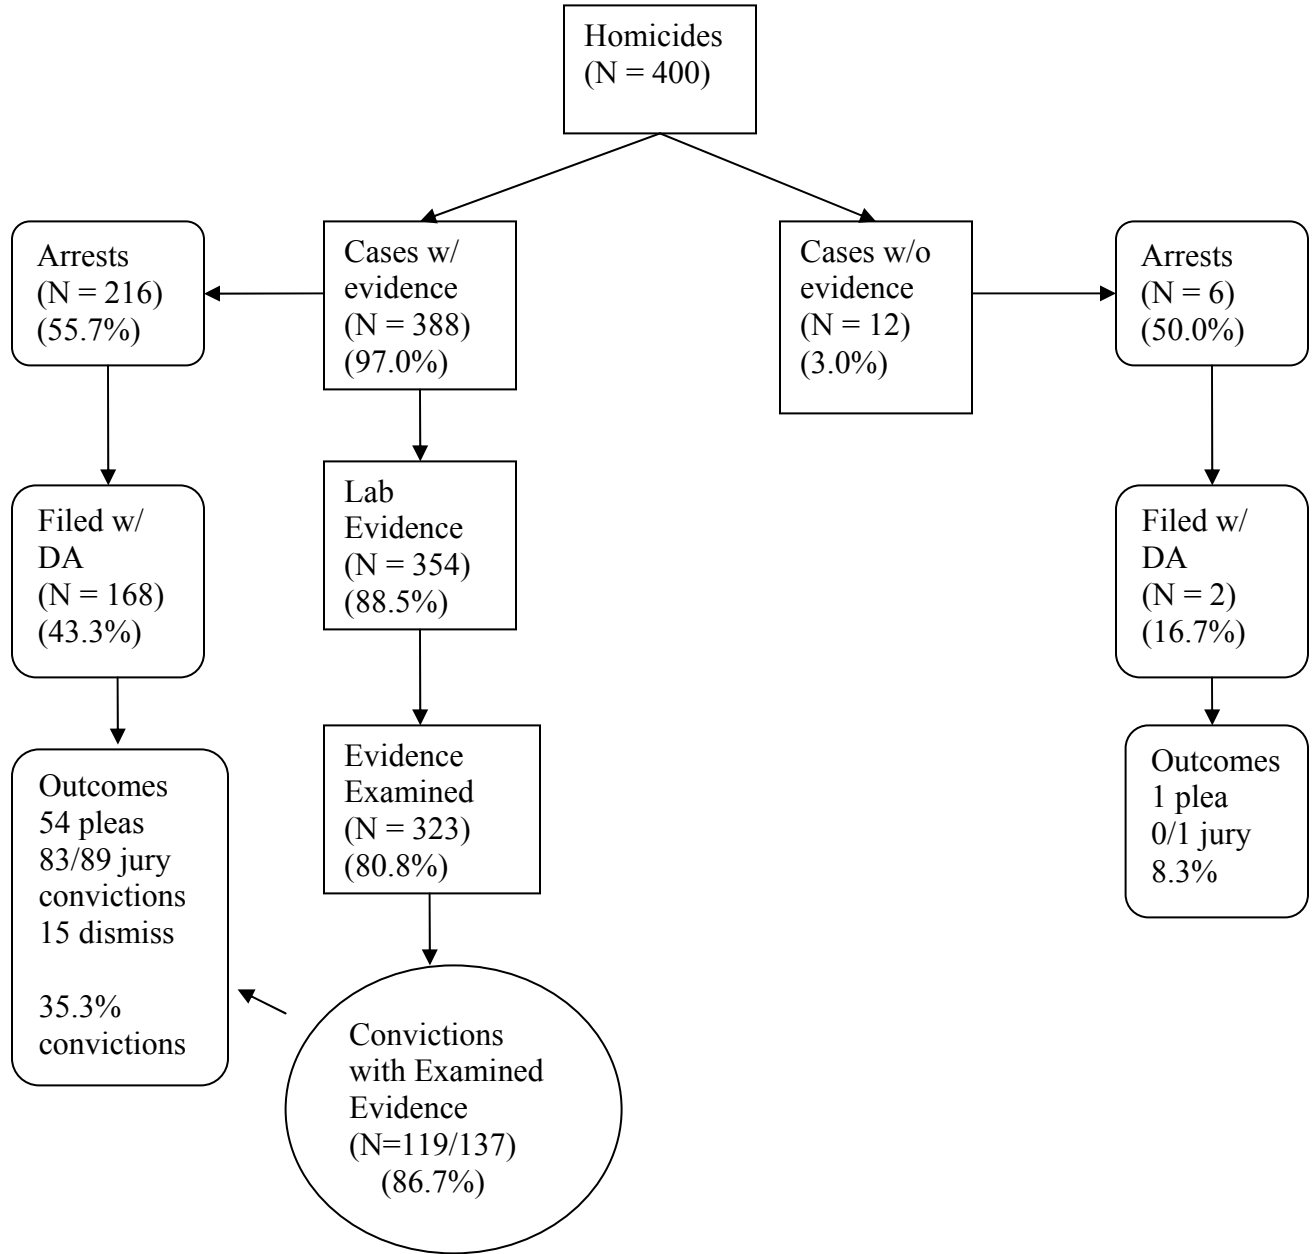 Homicides
(N = 400)
Arrests
(N = 216)
(55.7%)
Cases w/
evidence
(N = 388)
(97.0%)
Cases w/o
evidence
(N = 12)
(3.0%)
Arrests
(N = 6)
(50.0%)
Filed w/
DA
(N = 168)
(43.3%)
Lab
Evidence
(N = 354)
(88.5%)
Filed w/
DA
(N = 2)
(16.7%)
Outcomes
54 pleas
83/89 jury
convictions
15 dismiss
35.3%
convictions
Evidence
Examined
(N = 323)
(80.8%)
Outcomes
1 plea
0/1 jury
8.3%
Convictions
with Examined
Evidence
(N=119/137)
(86.7%)